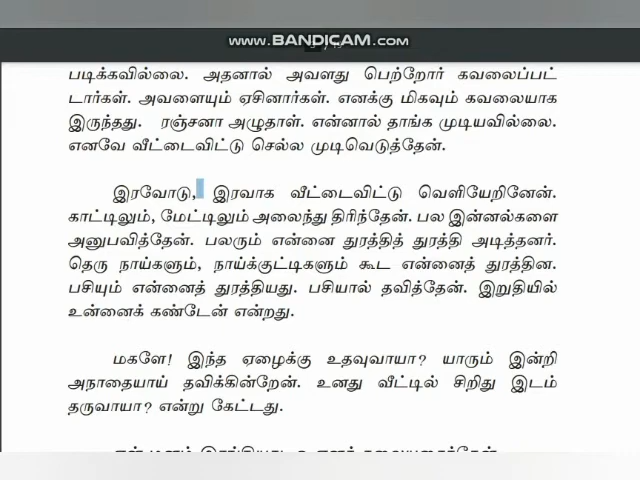 www.BANDICAM.com
படிக்கவில்லை. அதனால் அவளது பெற்றோர் கவலைப்பட்
டார்கள். அவளையும் ஏசினார்கள். எனக்கு மிகவும் கவலையாக
இருந்தது. ரஞ்சனா அழுதாள். என்னால் தாங்க முடியவில்லை.
எனவே வீட்டைவிட்டு செல்ல முடிவெடுத்தேன்.
இரவோடு, இரவாக வீட்டைவிட்டு வெளியேறினேன்.
காட்டிலும், மேட்டிலும் அலைந்து திரிந்தேன். பல இன்னல்களை
அனுபவித்தேன். பலரும் என்னை துரத்தித் துரத்தி அடித்தனர்.
தெரு நாய்களும், நாய்க்குட்டிகளும் கூட என்னைத் துரத்தின.
பசியும் என்னைத் துரத்தியது. பசியால் தவித்தேன். இறுதியில்
உன்னைக் கண்டேன் என்றது.
மகளே! இந்த ஏழைக்கு உதவுவாயா? யாரும் இன்றி
அநாதையாய் தவிக்கின்றேன். உனது வீட்டில் சிறிது இடம்
தருவாயா? என்று கேட்டது.